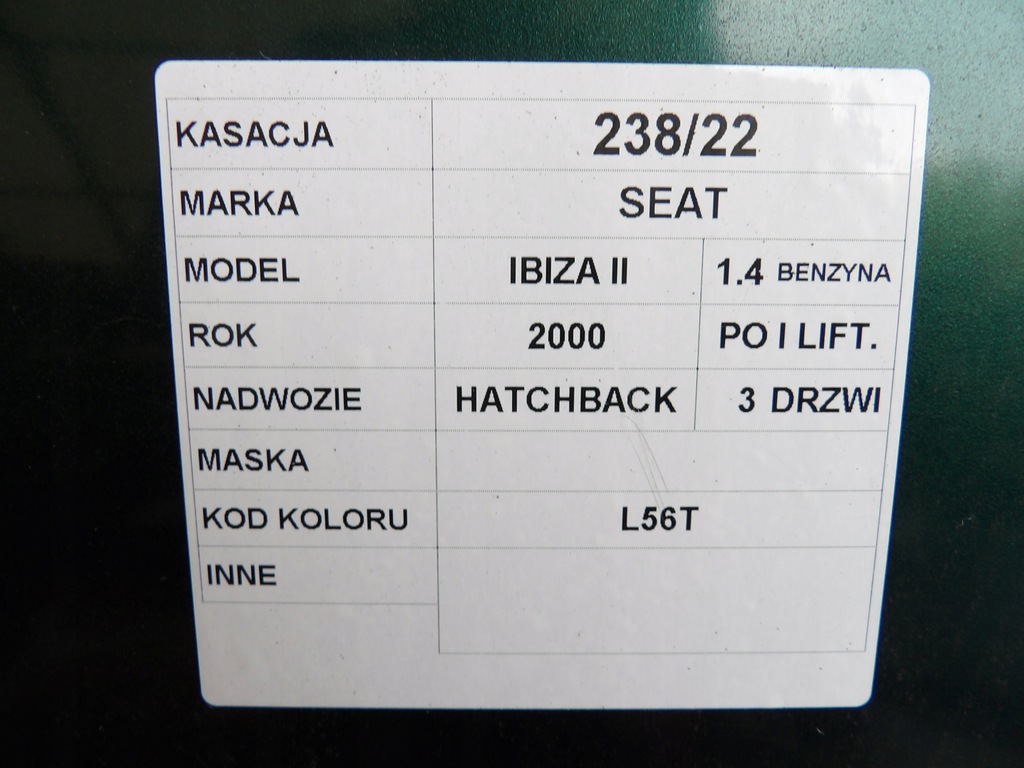 KASACJA 238/22
MARKA SEAT
MODEL IBIZA II 1.4 BENZYNA
ROK 2000 PO I LIFT.
NADWOZIE HATCHBACK 3 DRZWI
MASKA
KOD KOLORU L56T
INNE